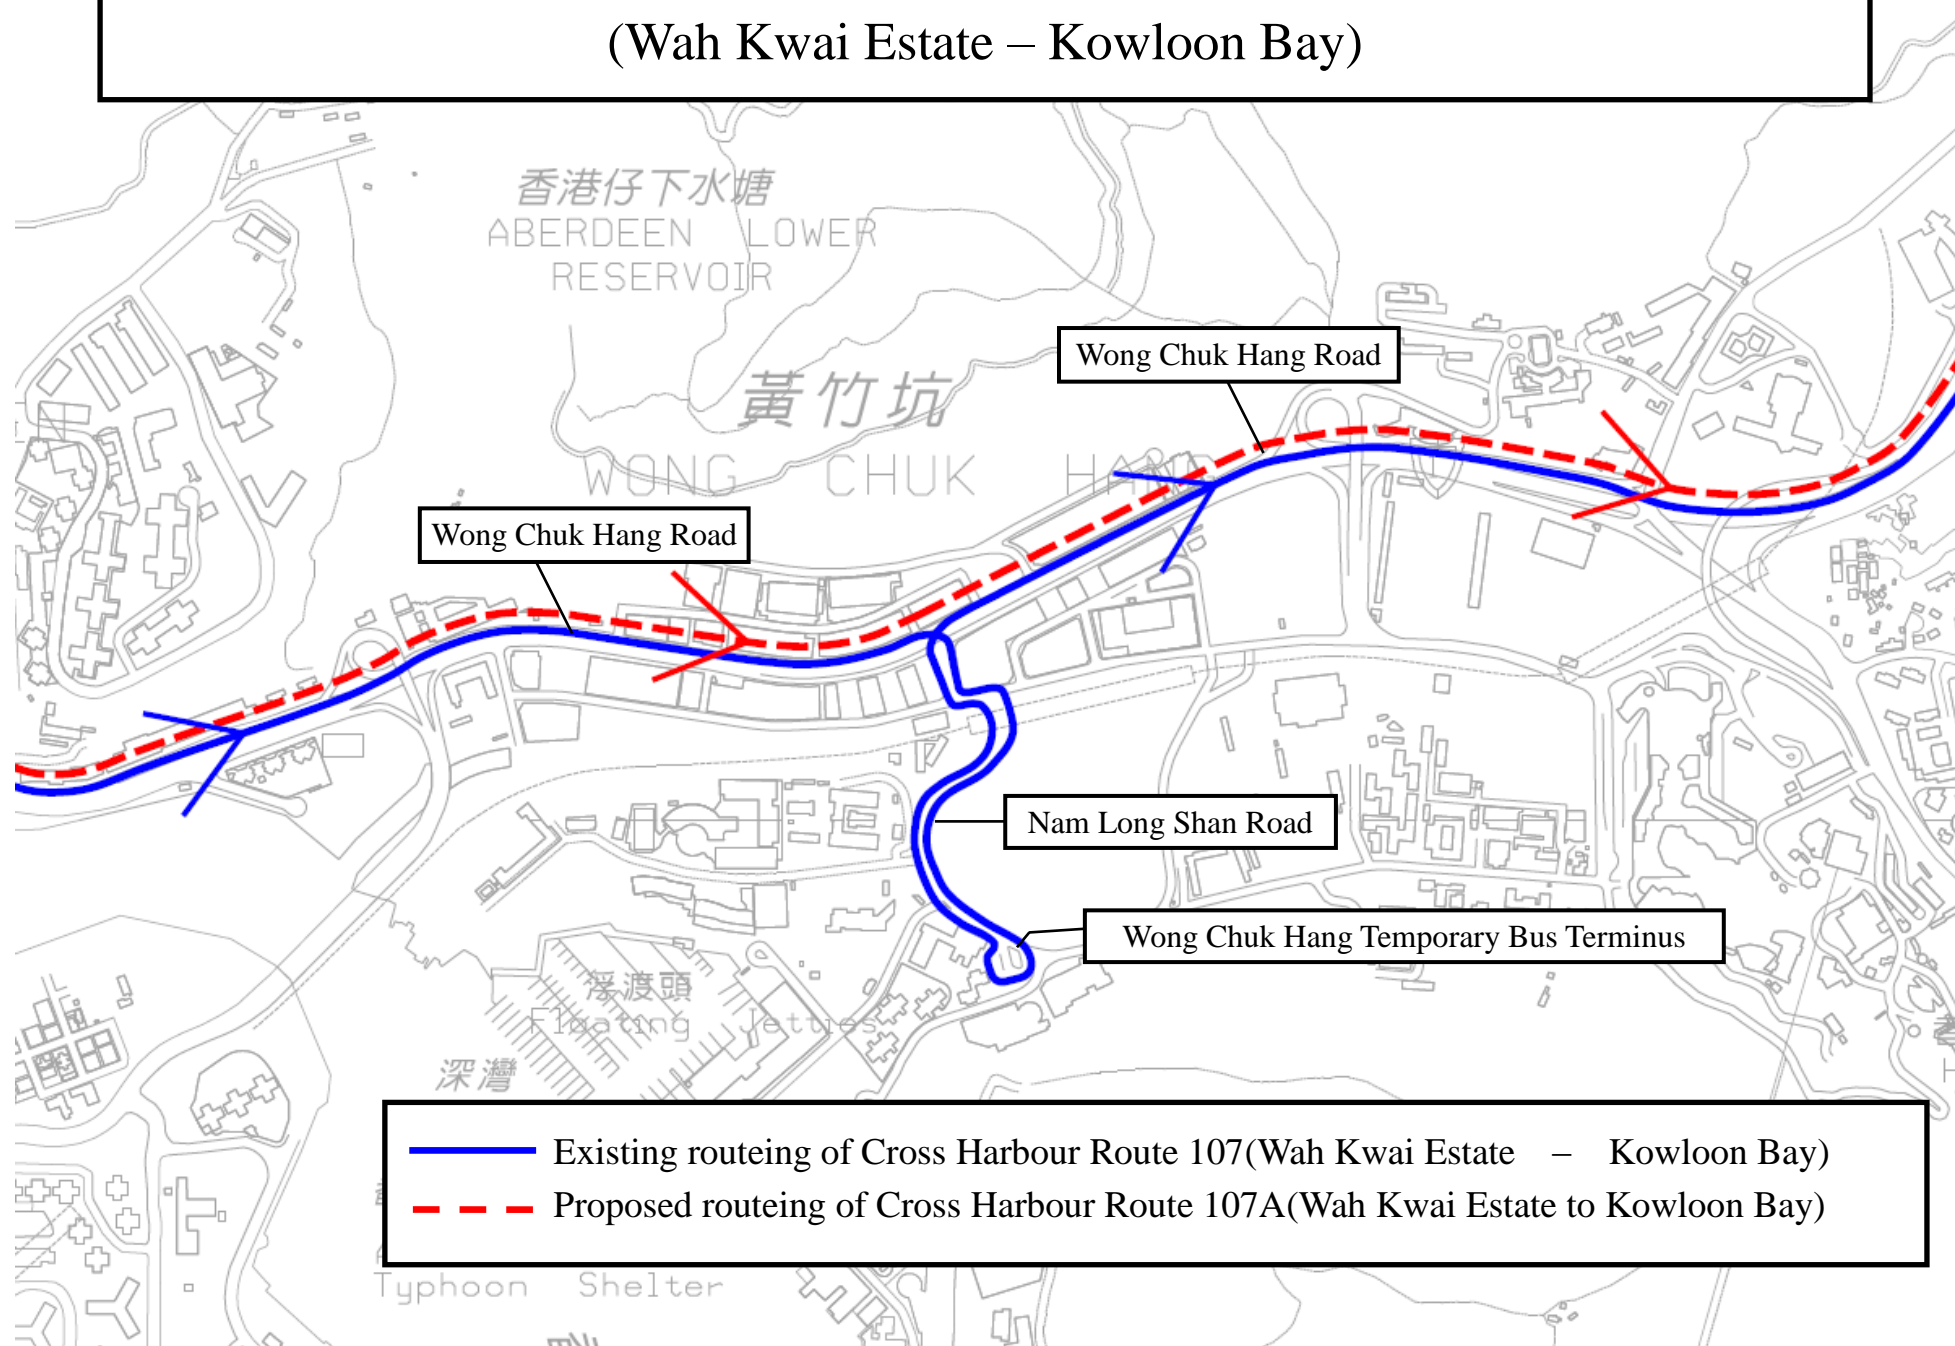 (Wah Kwai Estate – Kowloon Bay)
香港仔下水塘
ABERDEEN LOWER
RESERVOIR
Wong Chuk Hang Road
黃竹坑
WONG CHUK HANG
Wong Chuk Hang Road
Nam Long Shan Road
Wong Chuk Hang Temporary Bus Terminus
浮渡頭
Floating Jetties
深灣
Existing routeing of Cross Harbour Route 107(Wah Kwai Estate – Kowloon Bay)
Proposed routeing of Cross Harbour Route 107A(Wah Kwai Estate to Kowloon Bay)
Typhoon Shelter